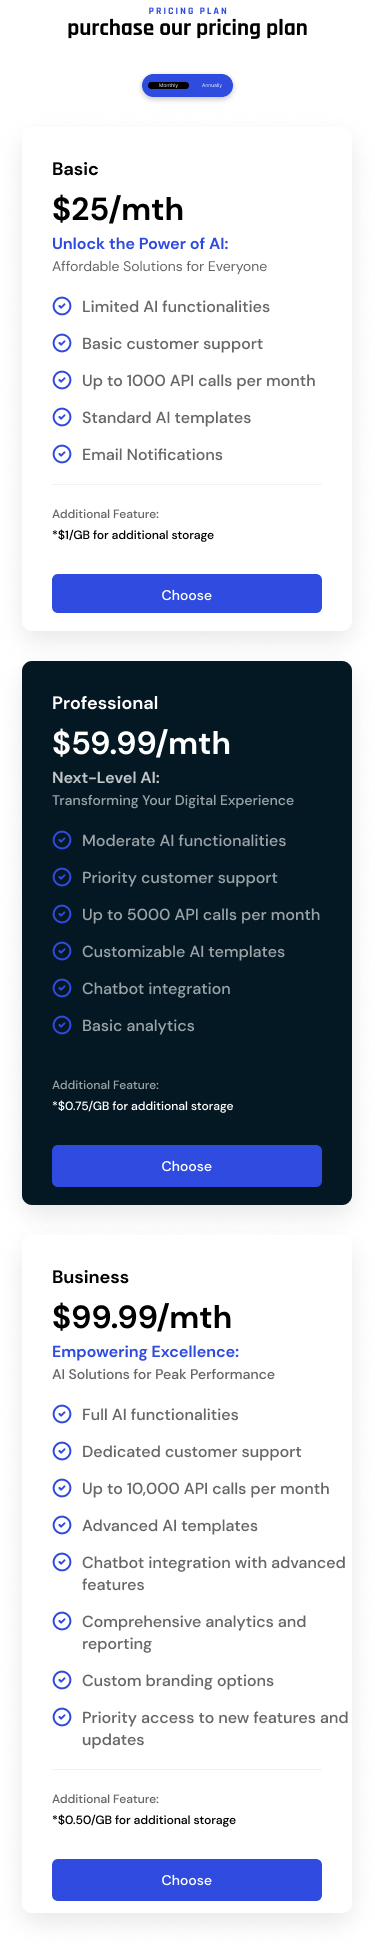 PRICING PLAN
purchase our pricing plan
Monthly
Annually
Basic
$25/mth
Unlock the Power of AI:
Affordable Solutions for Everyone
Limited AI functionalities
Basic customer support
Up to 1000 API calls per month
Standard AI templates
Email Notifications
Additional Feature:
*$1/GB for additional storage
Choose
Professional
$59.99/mth
Next-Level AI:
Transforming Your Digital Experience
Moderate AI functionalities
Priority customer support
Up to 5000 API calls per month
Customizable AI templates
Chatbot integration
Basic analytics
Additional Feature:
*$0.75/GB for additional storage
Choose
Business
$99.99/mth
Empowering Excellence:
AI Solutions for Peak Performance
Full AI functionalities
Dedicated customer support
Up to 10,000 API calls per month
Advanced AI templates
Chatbot integration with advanced
features
Comprehensive analytics and
reporting
Custom branding options
Priority access to new features and
updates
Additional Feature:
*$0.50/GB for additional storage
Choose